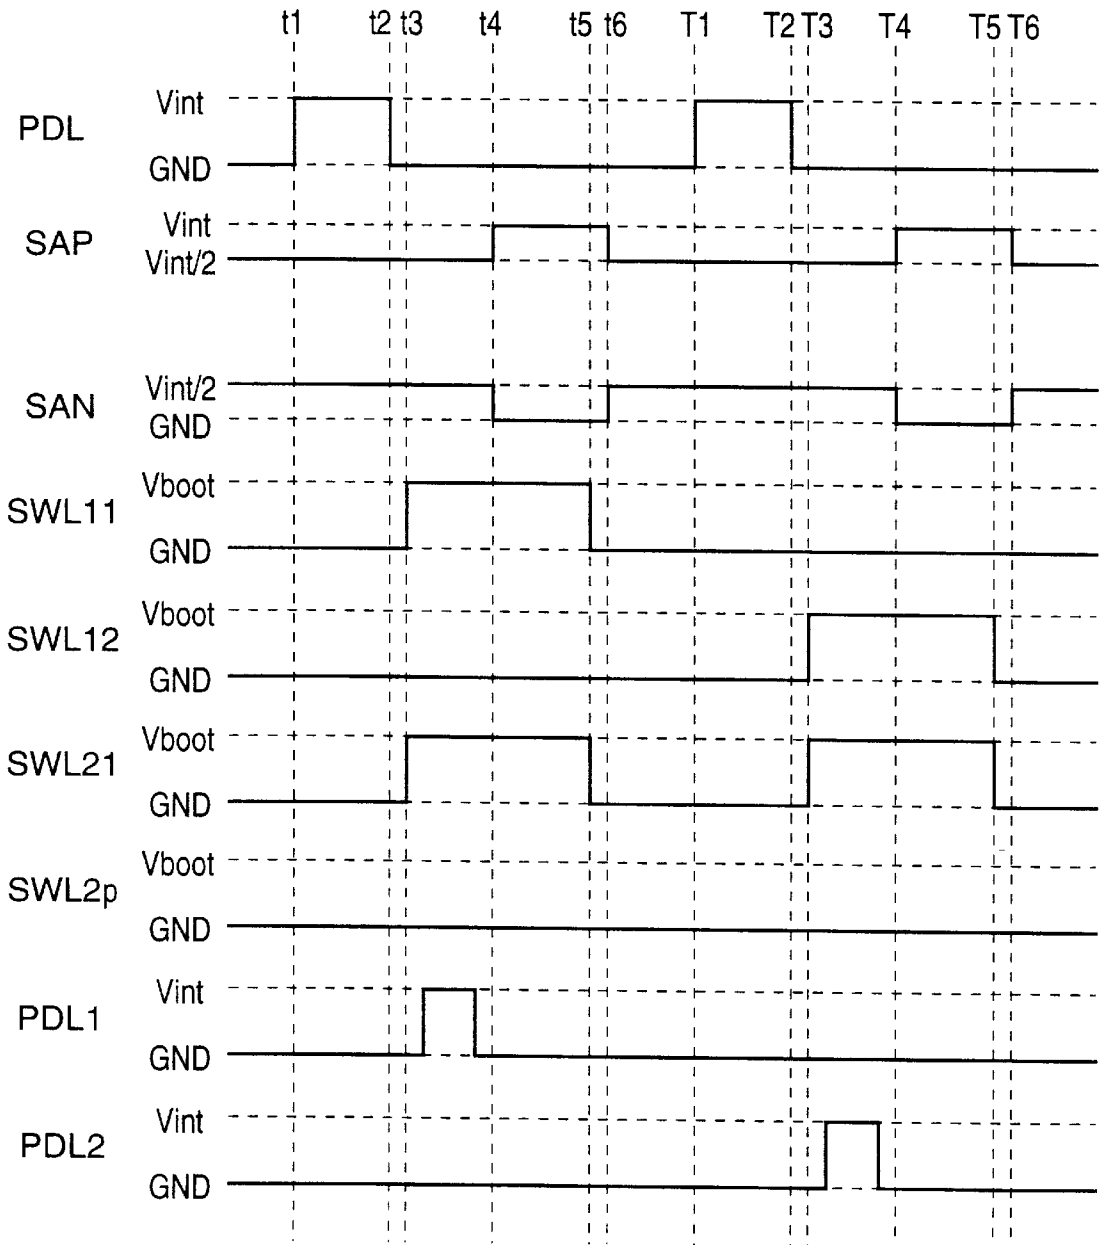 t1 t2 t3 t4 t5 t6 T1 T2 T3 T4 T5 T6
PDL Vint
GND
SAP Vint
Vint/2
SAN Vint/2
GND
SWL11 Vboot
GND
SWL12 Vboot
GND
SWL21 Vboot
GND
SWL2p Vboot
GND
PDL1 Vint
GND
PDL2 Vint
GND